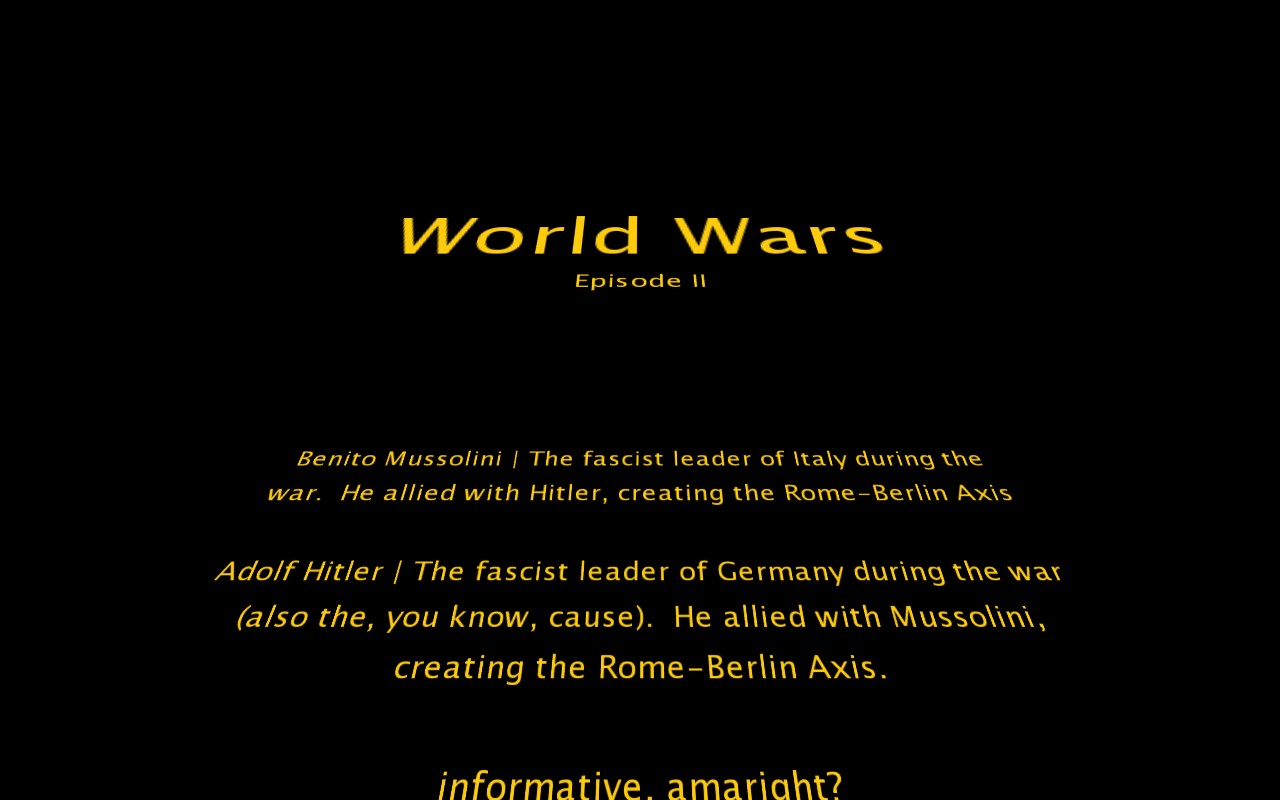 World Wars
Episode II
Benito Mussolini | The fascist leader of Italy during the
war.  He allied with Hitler, creating the Rome-Berlin Axis
Adolf Hitler | The fascist leader of Germany during the war
(also the, you know, cause).  He allied with Mussolini,
creating the Rome-Berlin Axis.
informative, amaright?